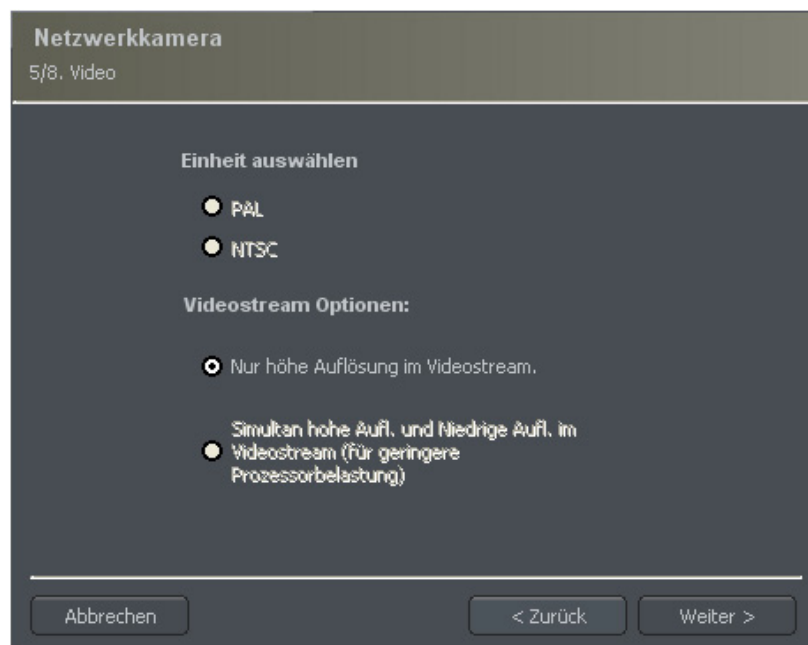 Netzwerkkamera
5/8. Video
Einheit auswählen
PAL
NTSC
Videostream Optionen:
Nur höhe Auflösung im Videostream.
Simultan hohe Aufl. und Niedrige Aufl. im
Videostream (für geringere
Prozessorbelastung)
Abbrechen
< Zurück
Weiter >